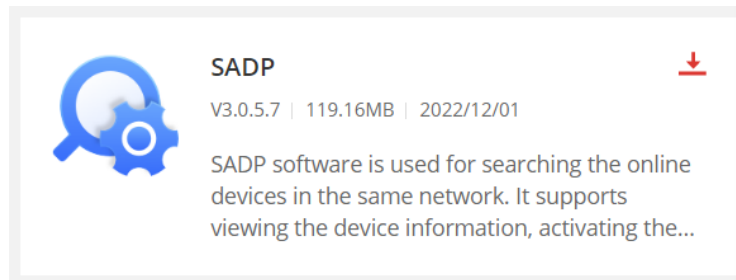 SADP
V3.0.5.7 | 119.16MB | 2022/12/01
SADP software is used for searching the online
devices in the same network. It supports
viewing the device information, activating the...